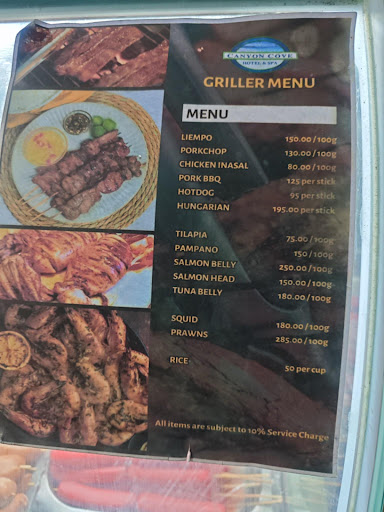 CANYON COVE
HOTEL & SPA
GRILLER MENU
MENU
LIEMPO 150.00/100g
PORKCHOP 130.00/100g
CHICKEN INASAL 80.00/100g
PORK BBQ 125 per stick
HOTDOG 95 per stick
HUNGARIAN 195.00 per stick
TILAPIA 75.00/100g
PAMPANO 150/100g
SALMON BELLY 250.00/100g
SALMON HEAD 150.00/100g
TUNA BELLY 180.00/100g
SQUID 180.00/100g
PRAWNS 285.00/100g
RICE 50 per cup
All items are subject to 10% Service Charge